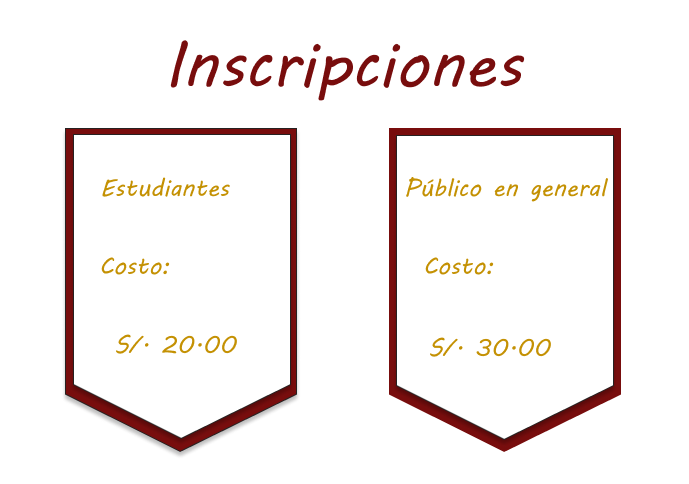 Inscripciones
Estudiantes
Costo:
S/. 20.00
Público en general
Costo:
S/. 30.00